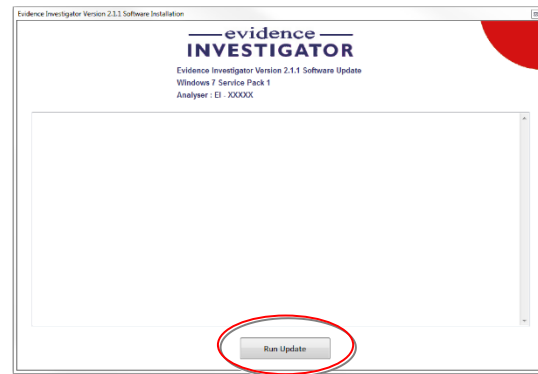 Evidence Investigator Version 2.1.1 Software Installation
evidence
INVESTIGATOR
Evidence Investigator Version 2.1.1 Software Update
Windows 7 Service Pack 1
Analyser : EI - XXXXX
Run Update